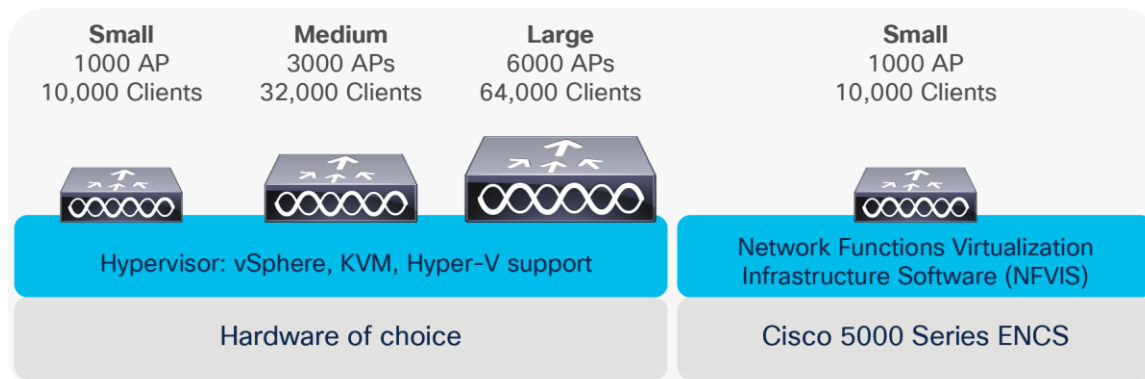 Small
1000 AP
10,000 Clients
Medium
3000 APs
32,000 Clients
Large
6000 APs
64,000 Clients
Small
1000 AP
10,000 Clients
Hypervisor: vSphere, KVM, Hyper-V support
Network Functions Virtualization
Infrastructure Software (NFVIS)
Hardware of choice
Cisco 5000 Series ENCS